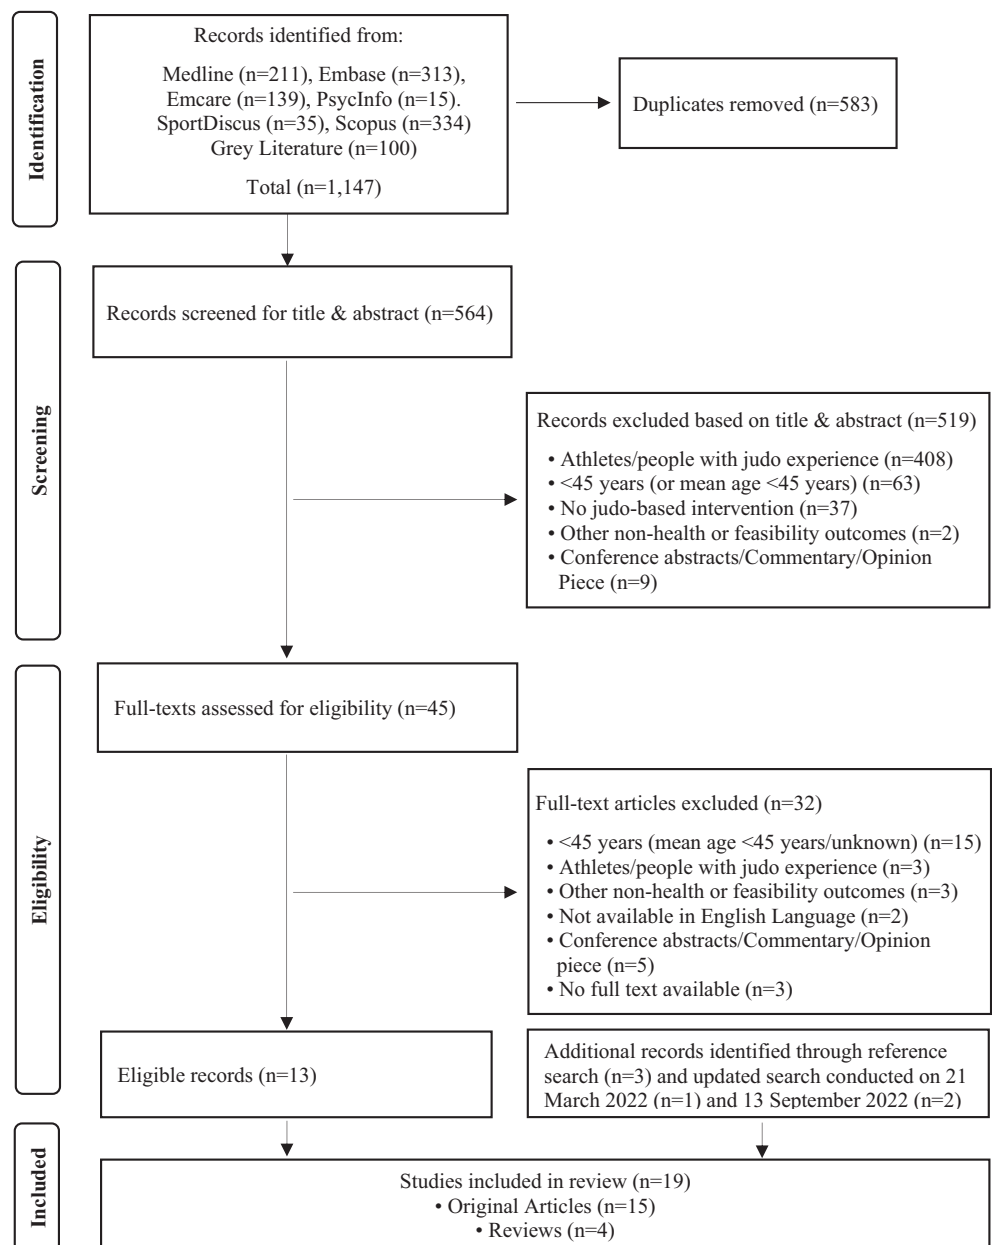 Identification
Records identified from:
Medline (n=211), Embase (n=313),
Emcare (n=139), PsycInfo (n=15).
SportDiscus (n=35), Scopus (n=334)
Grey Literature (n=100)
Total (n=1,147)
Duplicates removed (n=583)
Screening
Records screened for title & abstract (n=564)
Records excluded based on title & abstract (n=519)
• Athletes/people with judo experience (n=408)
• <45 years (or mean age <45 years) (n=63)
• No judo-based intervention (n=37)
• Other non-health or feasibility outcomes (n=2)
• Conference abstracts/Commentary/Opinion
Piece (n=9)
Eligibility
Full-texts assessed for eligibility (n=45)
Full-text articles excluded (n=32)
• <45 years (mean age <45 years/unknown) (n=15)
• Athletes/people with judo experience (n=3)
• Other non-health or feasibility outcomes (n=3)
• Not available in English Language (n=2)
• Conference abstracts/Commentary/Opinion
piece (n=5)
• No full text available (n=3)
Eligible records (n=13)
Additional records identified through reference
search (n=3) and updated search conducted on 21
March 2022 (n=1) and 13 September 2022 (n=2)
Included
Studies included in review (n=19)
• Original Articles (n=15)
• Reviews (n=4)